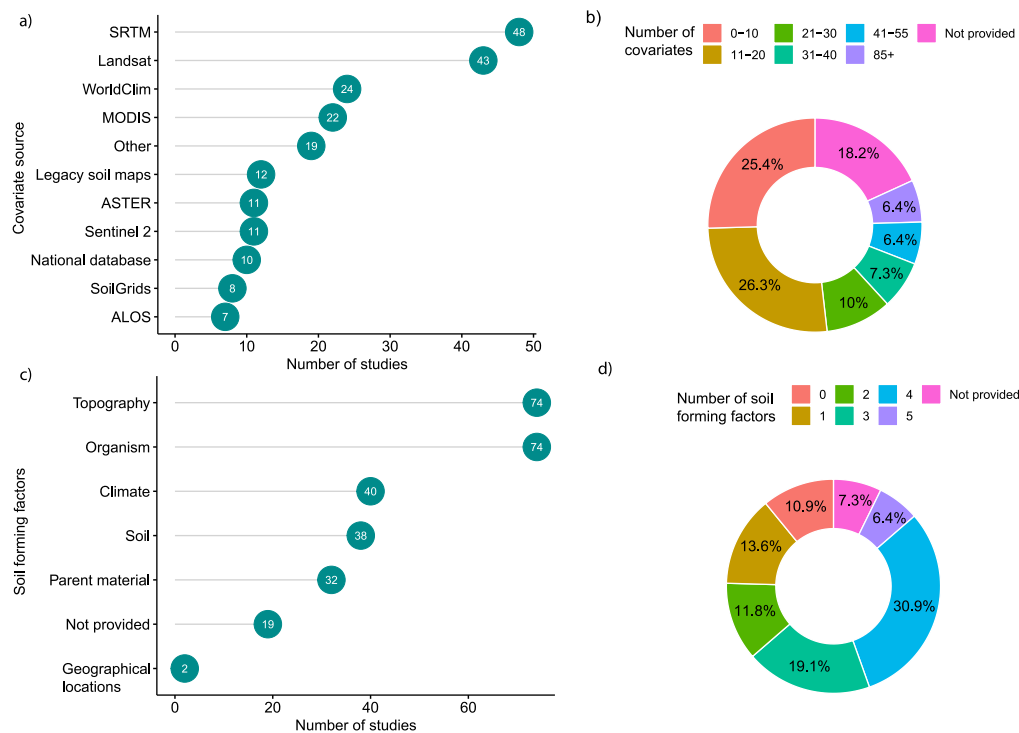 a)
SRTM
48
Landsat
43
WorldClim
24
MODIS
22
Other
19
Legacy soil maps
12
ASTER
11
Sentinel 2
11
National database
10
SoilGrids
8
ALOS
7
Covariate source
0 10 20 30 40 50
Number of studies
b)
Number of
covariates
0−10 21−30 41−55 Not provided
11−20 31−40 85+
25.4%
18.2%
6.4%
6.4%
7.3%
10%
26.3%
c)
Topography
74
Organism
74
Climate
40
Soil
38
Parent material
32
Not provided
19
Geographical
locations
2
Soil forming factors
0 20 40 60
Number of studies
d)
Number of soil
forming factors
0 2 4 Not provided
1 3 5
10.9%
7.3%
6.4%
13.6%
30.9%
11.8%
19.1%